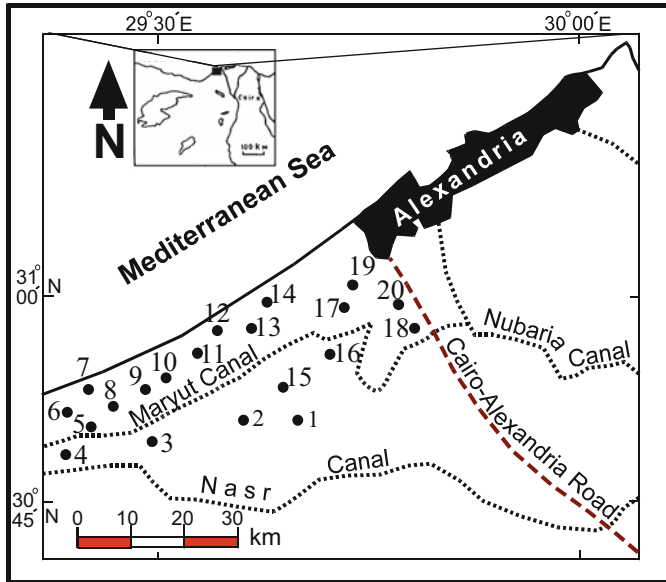 29°30′E
30°00′E
Cairo
100 km
N
Mediterranean Sea
Alexandria
31° N
00′
19
14
20
17
12
13
18
Nubaria
Canal
11
16
7
10
Maryut Canal
9
8
15
6
5
2
1
3
4
Cairo-Alexandria Road
Canal
Nasr
30° N
45′
0 10 20 30
km